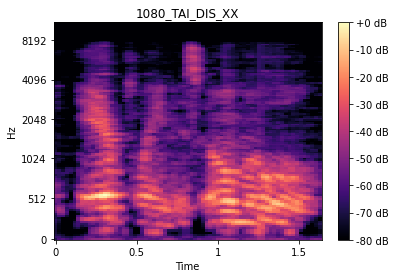 1080_TAI_DIS_XX
8192
4096
2048
1024
512
0
Hz
0
0.5
1
1.5
Time
+0 dB
-10 dB
-20 dB
-30 dB
-40 dB
-50 dB
-60 dB
-70 dB
-80 dB